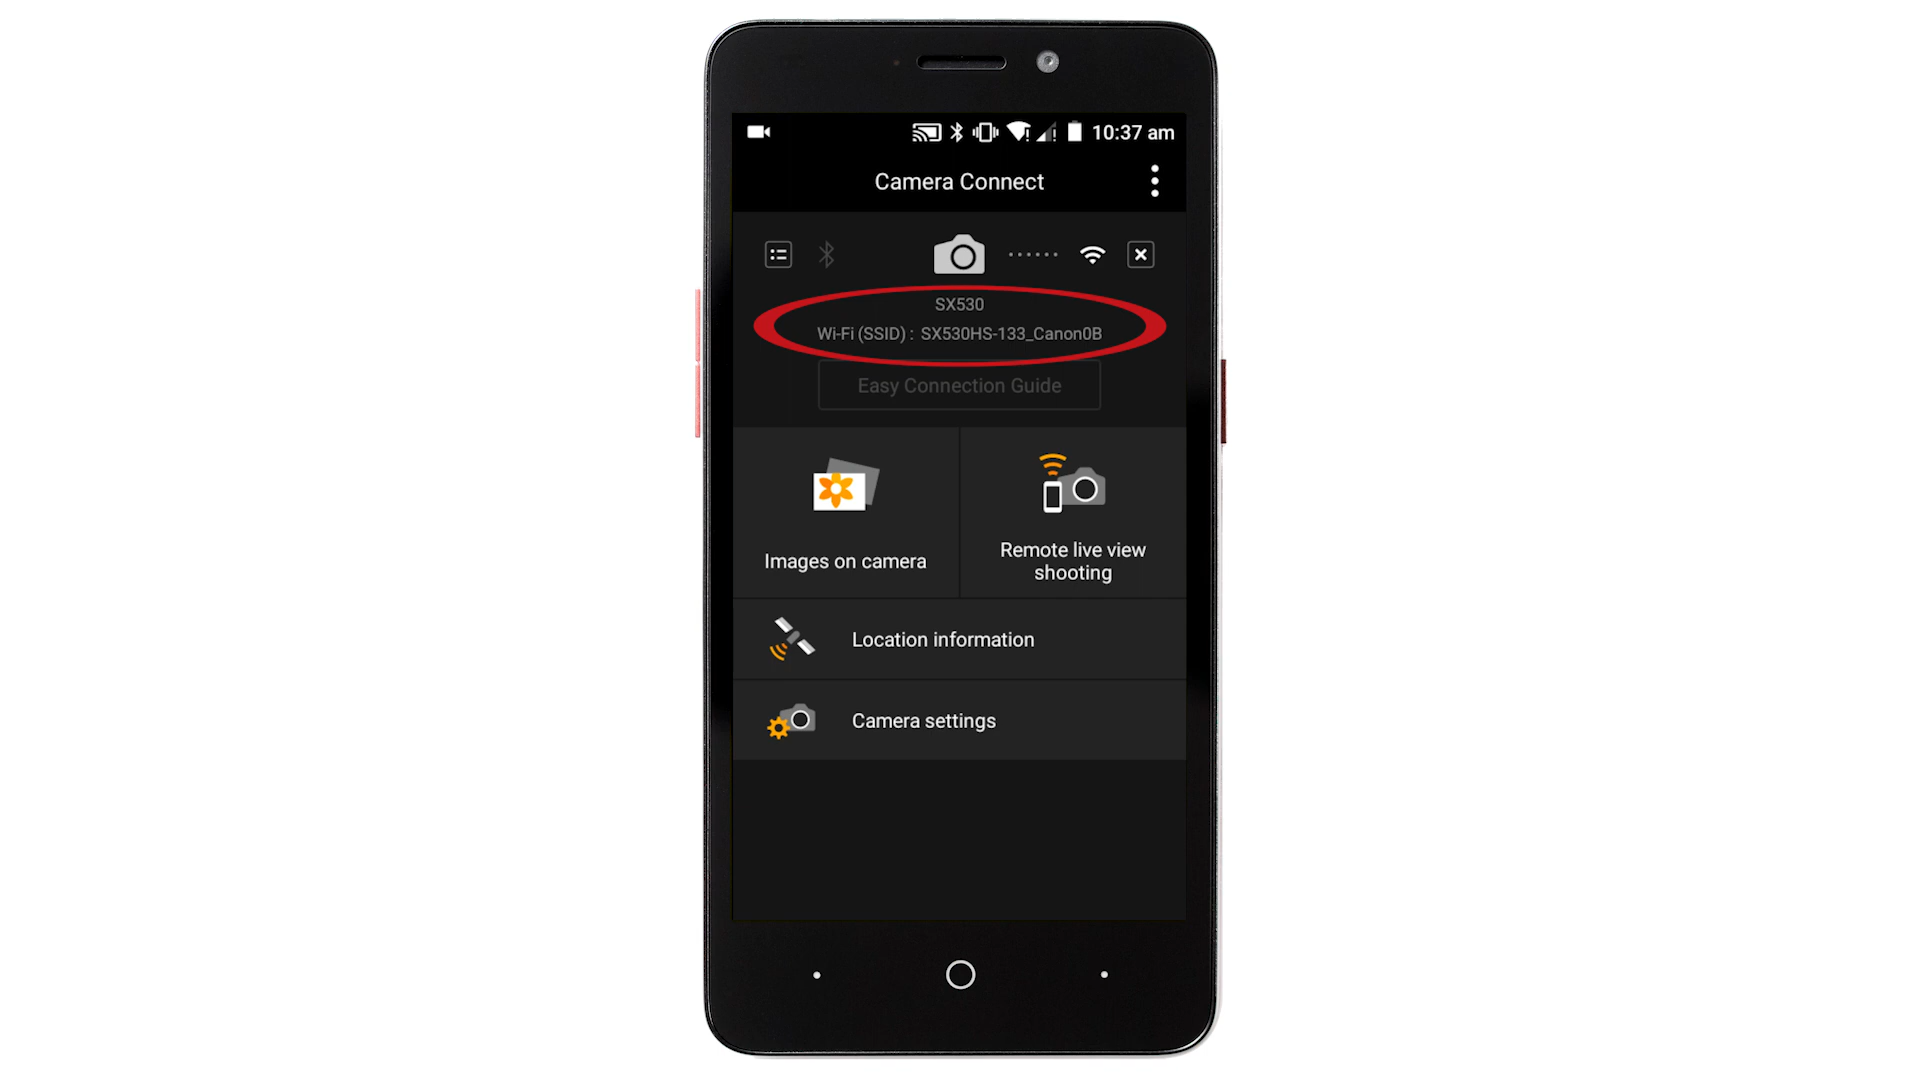 10:37 am
Camera Connect
SX530
Wi-Fi (SSID) : SX530HS-133_Canon0B
Easy Connection Guide
Images on camera
Remote live view
shooting
Location information
Camera settings